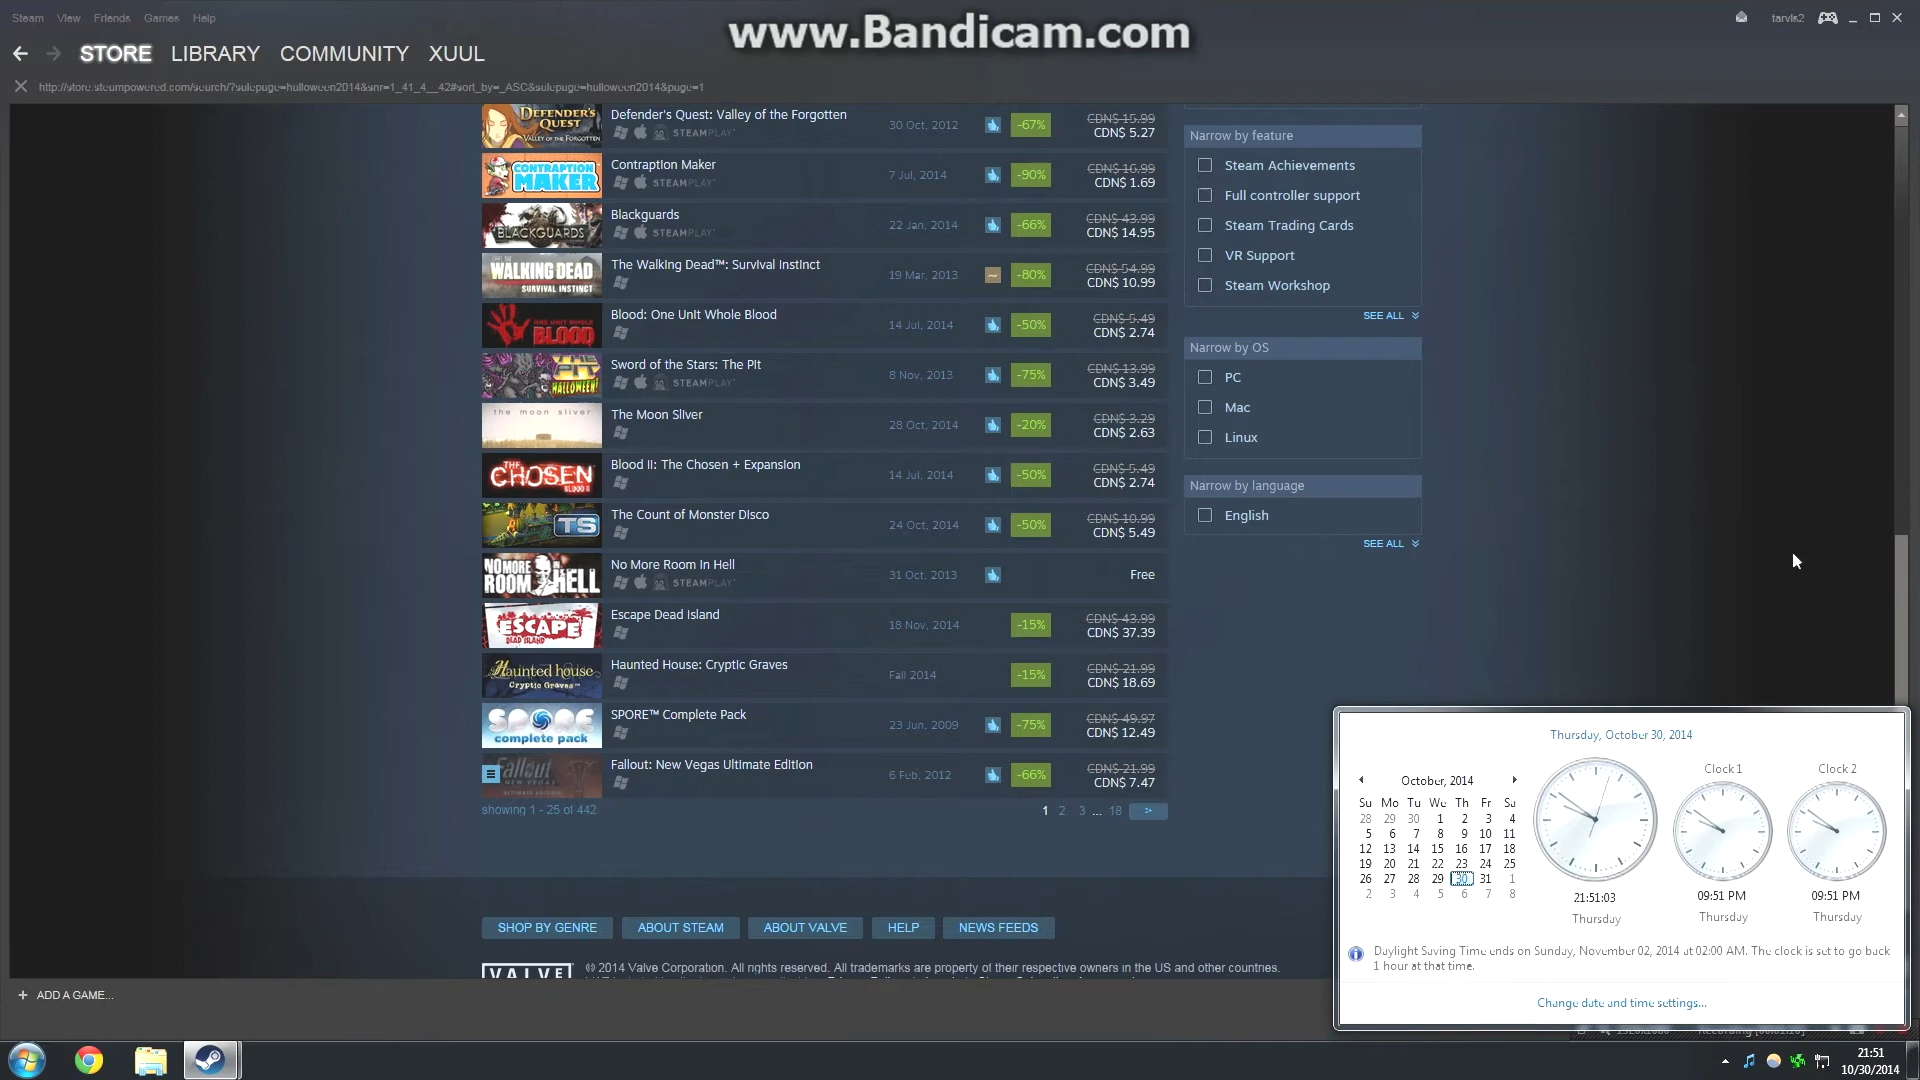 Steam View Friends Games Help
www.Bandicam.com
STORE LIBRARY COMMUNITY XUUL
Defender's Quest: Valley of the Forgotten
30 Oct, 2012 -67% CDN$ 15.99 CDN$ 5.27
STEAMPLAY
Contraption Maker
7 Jul, 2014 -90% CDN$ 16.99 CDN$ 1.69
STEAMPLAY
Blackguards
22 Jan, 2014 -66% CDN$ 43.99 CDN$ 14.95
STEAMPLAY
The Walking Dead™: Survival Instinct
19 Mar, 2013 -80% CDN$ 54.99 CDN$ 10.99
Blood: One Unit Whole Blood
14 Jul, 2014 -50% CDN$ 5.49 CDN$ 2.74
Sword of the Stars: The Pit
8 Nov, 2013 -75% CDN$ 13.99 CDN$ 3.49
STEAMPLAY
The Moon Sliver
28 Oct, 2014 -20% CDN$ 3.29 CDN$ 2.63
Blood II: The Chosen + Expansion
14 Jul, 2014 -50% CDN$ 5.49 CDN$ 2.74
The Count of Monster Disco
24 Oct, 2014 -50% CDN$ 10.99 CDN$ 5.49
No More Room in Hell
31 Oct, 2013 Free
STEAMPLAY
Escape Dead Island
18 Nov, 2014 -15% CDN$ 43.99 CDN$ 37.39
Haunted House: Cryptic Graves
Fall 2014 -15% CDN$ 21.99 CDN$ 18.69
SPORE™ Complete Pack
23 Jun, 2009 -75% CDN$ 49.97 CDN$ 12.49
Fallout: New Vegas Ultimate Edition
6 Feb, 2012 -66% CDN$ 21.99 CDN$ 7.47
showing 1 - 25 of 442
1 2 3 ... 18 >
Narrow by feature
Steam Achievements
Full controller support
Steam Trading Cards
VR Support
Steam Workshop
SEE ALL
Narrow by OS
PC
Mac
Linux
Narrow by language
English
SEE ALL
SHOP BY GENRE ABOUT STEAM ABOUT VALVE HELP NEWS FEEDS
VALVE © 2014 Valve Corporation. All rights reserved. All trademarks are property of their respective owners in the US and other countries.
+ ADD A GAME...
Thursday, October 30, 2014
October, 2014
Su Mo Tu We Th Fr Sa
28 29 30 1 2 3 4
5 6 7 8 9 10 11
12 13 14 15 16 17 18
19 20 21 22 23 24 25
26 27 28 29 30 31 1
2 3 4 5 6 7 8
21:51:03
Thursday
Clock 1
09:51 PM
Thursday
Clock 2
09:51 PM
Thursday
Daylight Saving Time ends on Sunday, November 02, 2014 at 02:00 AM. The clock is set to go back
1 hour at that time.
Change date and time settings...
21:51
10/30/2014